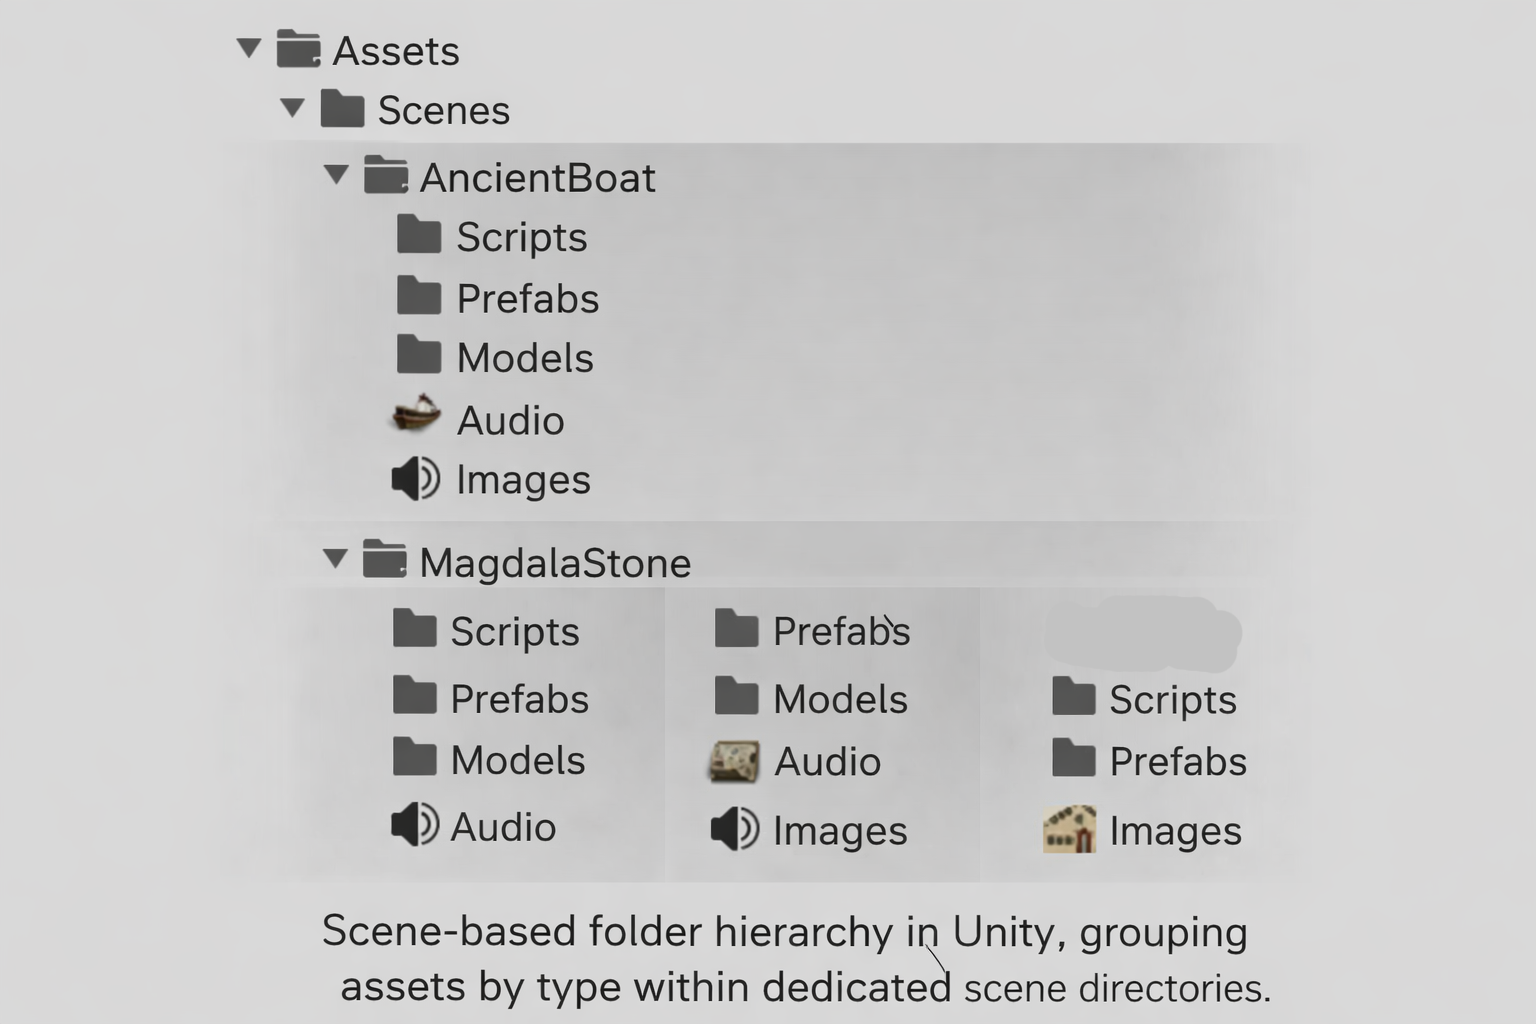 Assets
Scenes
AncientBoat
Scripts
Prefabs
Models
Audio
Images
MagdalaStone
Scripts
Prefabs
Models
Audio
Prefabs
Models
Audio
Images
Scripts
Prefabs
Images
Scene-based folder hierarchy in Unity, grouping
assets by type within dedicated scene directories.